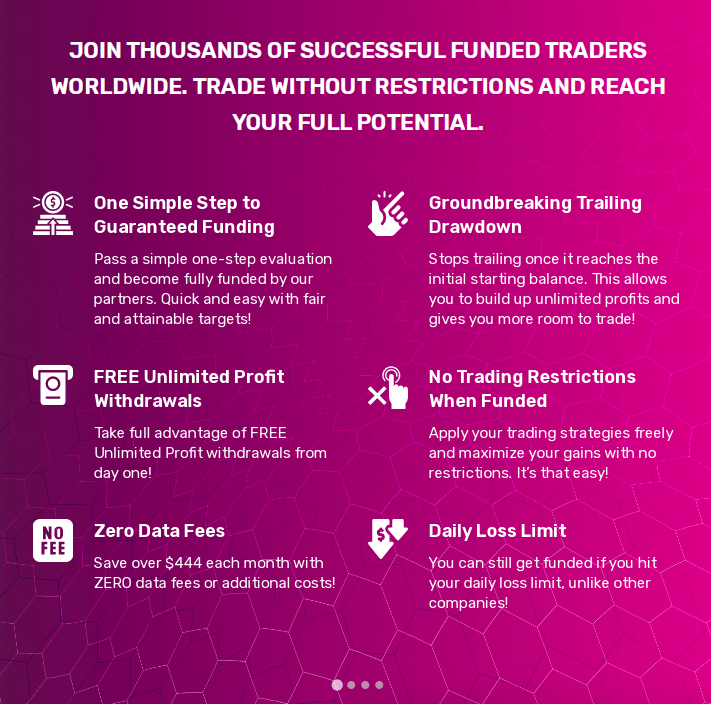 JOIN THOUSANDS OF SUCCESSFUL FUNDED TRADERS
WORLDWIDE. TRADE WITHOUT RESTRICTIONS AND REACH
YOUR FULL POTENTIAL.
$
One Simple Step to
Guaranteed Funding
Pass a simple one-step evaluation
and become fully funded by our
partners. Quick and easy with fair
and attainable targets!
Groundbreaking Trailing
Drawdown
Stops trailing once it reaches the
initial starting balance. This allows
you to build up unlimited profits and
gives you more room to trade!
FREE Unlimited Profit
Withdrawals
Take full advantage of FREE
Unlimited Profit withdrawals from
day one!
No Trading Restrictions
When Funded
Apply your trading strategies freely
and maximize your gains with no
restrictions. It's that easy!
NO
FEE
Zero Data Fees
Save over $444 each month with
ZERO data fees or additional costs!
$
Daily Loss Limit
You can still get funded if you hit
your daily loss limit, unlike other
companies!